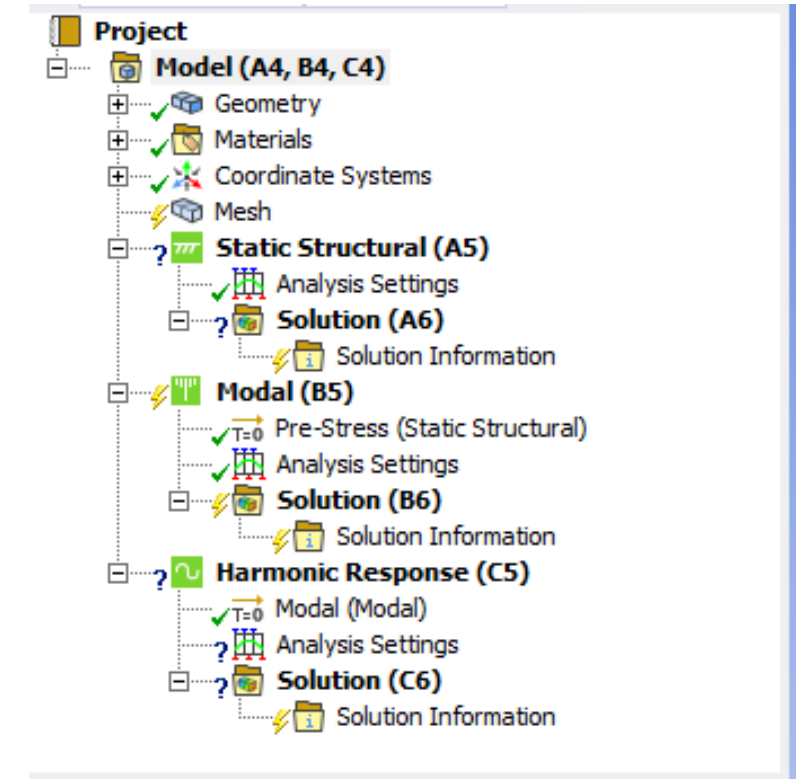 Project
Model (A4, B4, C4)
Geometry
Materials
Coordinate Systems
Mesh
? Static Structural (A5)
Analysis Settings
? Solution (A6)
Solution Information
Modal (B5)
T=0 Pre-Stress (Static Structural)
Analysis Settings
Solution (B6)
Solution Information
? Harmonic Response (C5)
T=0 Modal (Modal)
? Analysis Settings
? Solution (C6)
Solution Information